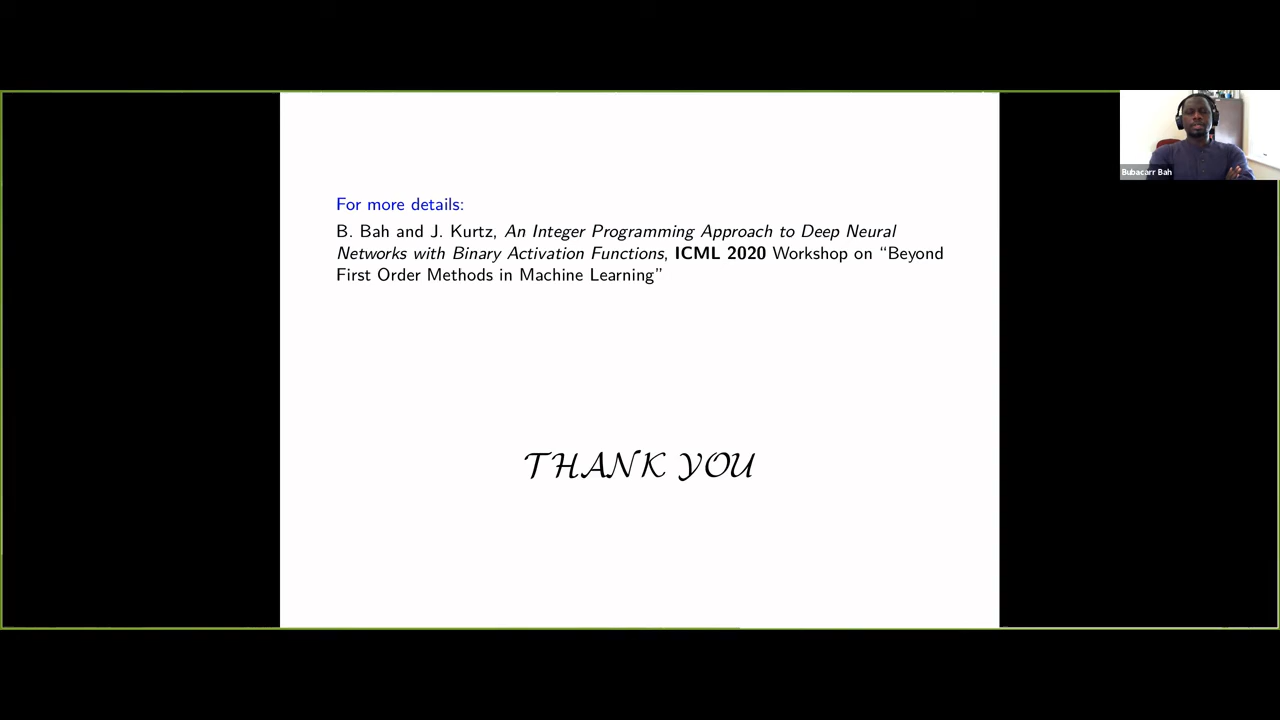 Bubacarr Bah
For more details:
B. Bah and J. Kurtz, An Integer Programming Approach to Deep Neural
Networks with Binary Activation Functions, ICML 2020 Workshop on “Beyond
First Order Methods in Machine Learning”
THANK YOU